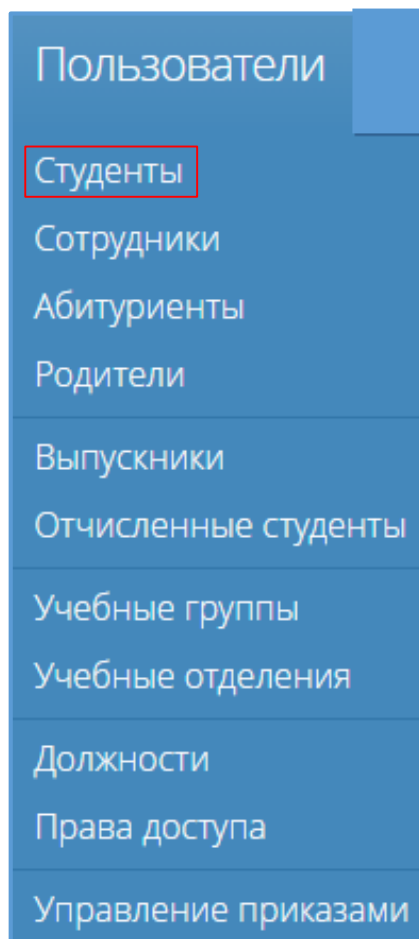 Пользователи
Студенты
Сотрудники
Абитуриенты
Родители
Выпускники
Отчисленные студенты
Учебные группы
Учебные отделения
Должности
Права доступа
Управление приказами